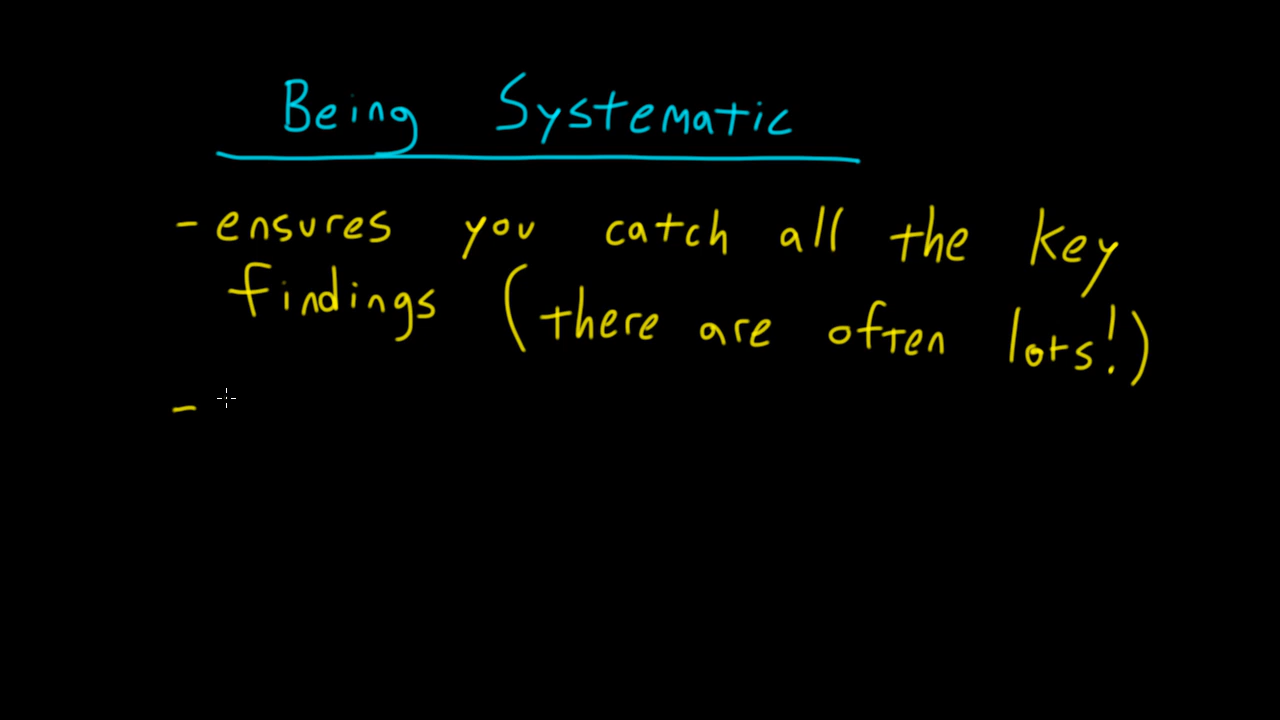 Being Systematic
- ensures you catch all the key
findings (there are often lots!)
-